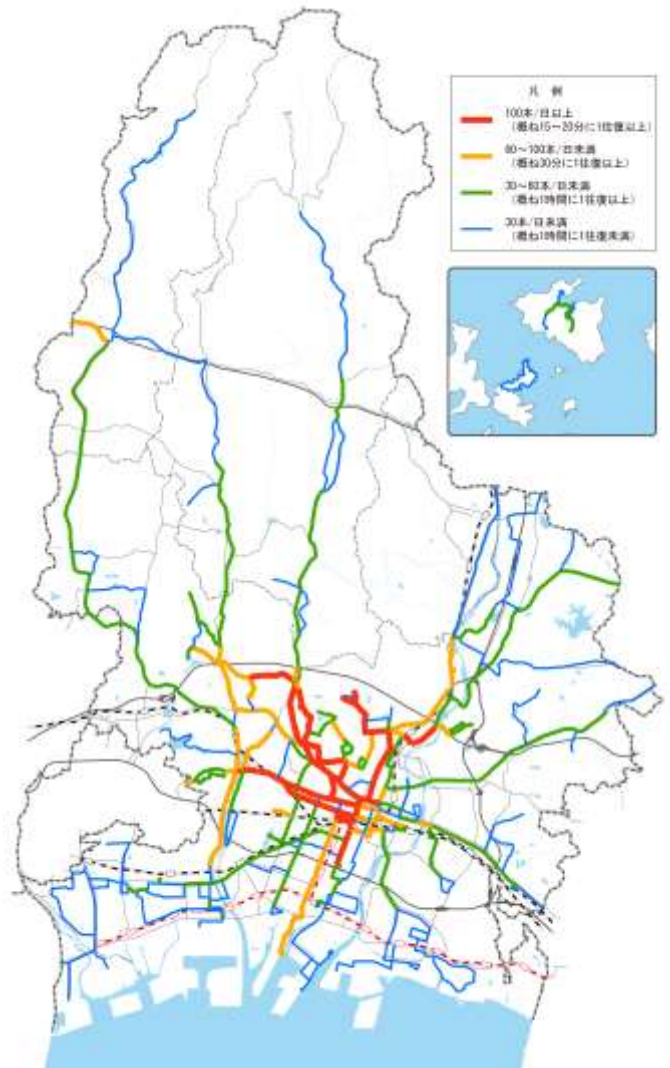 凡 例
100本/日以上
(概ね15~20分に1往復以上)
60~100本/日未満
(概ね30分に1往復以上)
30~60本/日未満
(概ね1時間に1往復以上)
30本/日未満
(概ね1時間に1往復未満)